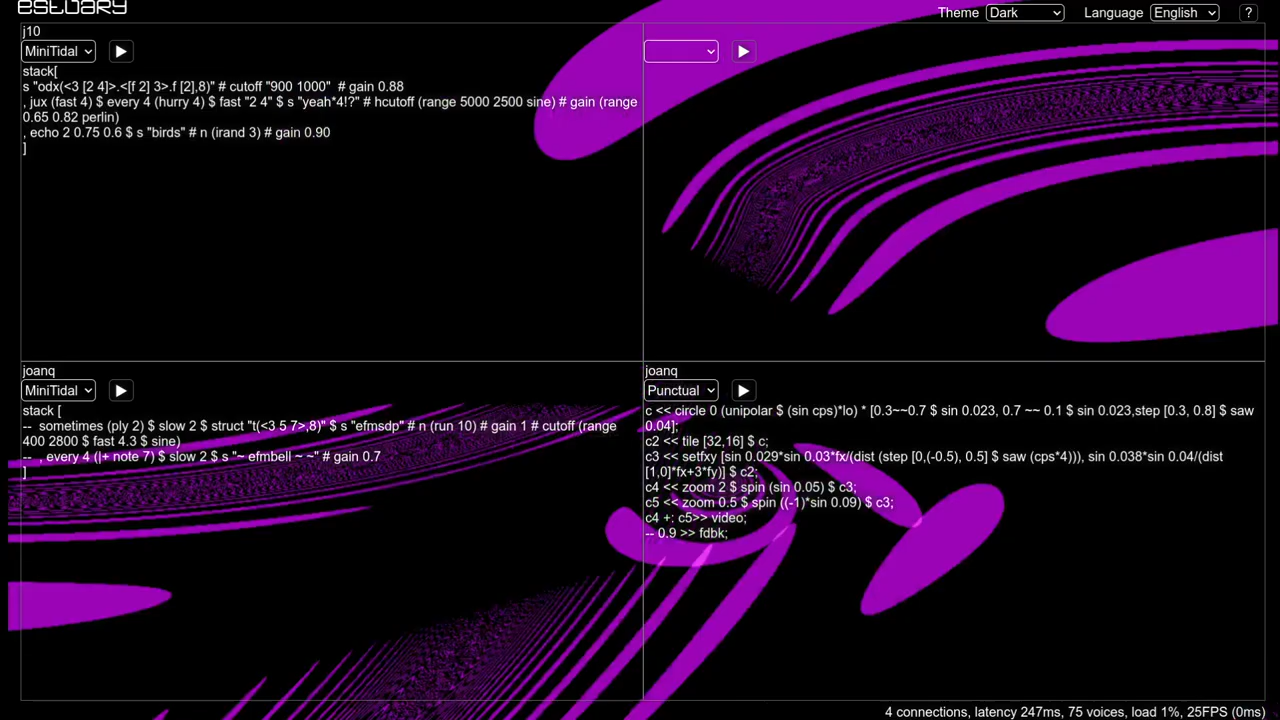 estuary
Theme Dark Language English ?
j10
MiniTidal
stack[
s "odx(<3 [2 4]>.<[f 2] 3>.f [2],8)" # cutoff "900 1000"  # gain 0.88
, jux (fast 4) $ every 4 (hurry 4) $ fast "2 4" $ s "yeah*4!?" # hcutoff (range 5000 2500 sine) # gain (range
0.65 0.82 perlin)
, echo 2 0.75 0.6 $ s "birds" # n (irand 3) # gain 0.90
]
joanq
MiniTidal
stack [
--  sometimes (ply 2) $ slow 2 $ struct "t(<3 5 7>,8)" $ s "efmsdp" # n (run 10) # gain 1 # cutoff (range
400 2800 $ fast 4.3 $ sine)
--  , every 4 (|+ note 7) $ slow 2 $ s "~ efmbell ~ ~" # gain 0.7
]
joanq
Punctual
c << circle 0 (unipolar $ (sin cps)*lo) * [0.3~~0.7 $ sin 0.023, 0.7 ~~ 0.1 $ sin 0.023,step [0.3, 0.8] $ saw
0.04];
c2 << tile [32,16] $ c;
c3 << setfxy [sin 0.029*sin 0.03*fx/(dist (step [0,(-0.5), 0.5] $ saw (cps*4))), sin 0.038*sin 0.04/(dist
[1,0]*fx+3*fy)] $ c2;
c4 << zoom 2 $ spin (sin 0.05) $ c3;
c5 << zoom 0.5 $ spin ((-1)*sin 0.09) $ c3;
c4 +: c5>> video;
-- 0.9 >> fdbk;
4 connections, latency 247ms, 75 voices, load 1%, 25FPS (0ms)